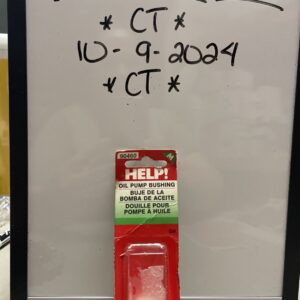 * CT *
10-9-2024
* CT *
90460
HELP!
OIL PUMP BUSHING
BUJE DE LA
BOMBA DE ACEITE
DOUILLE POUR
POMPE À HUILE